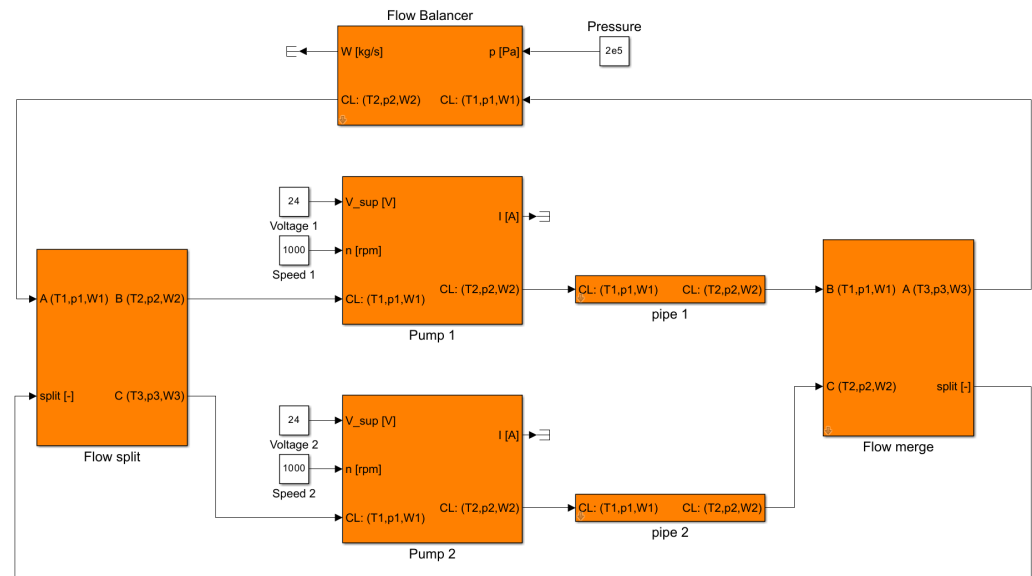 Flow Balancer
Pressure
W [kg/s]
p [Pa]
2e5
CL: (T2,p2,W2)
CL: (T1,p1,W1)
24
V_sup [V]
Voltage 1
I [A]
1000
n [rpm]
Speed 1
CL: (T1,p1,W1)
CL: (T2,p2,W2)
Pump 1
CL: (T1,p1,W1)
CL: (T2,p2,W2)
pipe 1
A (T1,p1,W1)
B (T2,p2,W2)
split [-]
C (T3,p3,W3)
Flow split
B (T1,p1,W1)
A (T3,p3,W3)
C (T2,p2,W2)
split [-]
Flow merge
24
V_sup [V]
Voltage 2
I [A]
1000
n [rpm]
Speed 2
CL: (T1,p1,W1)
CL: (T2,p2,W2)
Pump 2
CL: (T1,p1,W1)
CL: (T2,p2,W2)
pipe 2